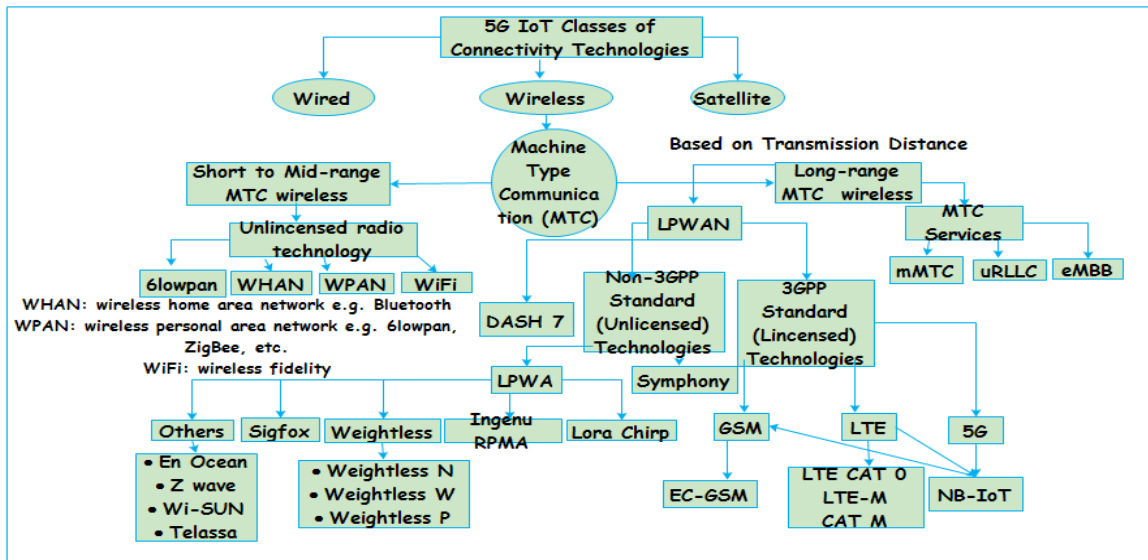 5G IoT Classes of
Connectivity Technologies
Wired
Wireless
Satellite
Based on Transmission Distance
Machine
Type
Communica
tion (MTC)
Short to Mid-range
MTC wireless
Long-range
MTC wireless
Unlincensed radio
technology
LPWAN
MTC
Services
6lowpan
WHAN
WPAN
WiFi
mMTC
uRLLC
eMBB
WHAN: wireless home area network e.g. Bluetooth
WPAN: wireless personal area network e.g. 6lowpan,
ZigBee, etc.
WiFi: wireless fidelity
DASH 7
Non-3GPP
Standard
(Unlicensed)
Technologies
3GPP
Standard
(Lincensed)
Technologies
LPWA
Symphony
Others
Sigfox
Weightless
Ingenu
RPMA
Lora Chirp
GSM
LTE
5G
• En Ocean
• Z wave
• Wi-SUN
• Telassa
• Weightless N
• Weightless W
• Weightless P
EC-GSM
LTE CAT 0
LTE-M
CAT M
NB-IoT